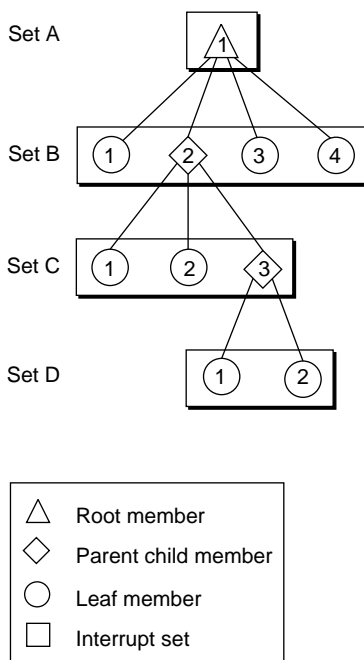 Set A
1
Set B
1 2 3 4
Set C
1 2 3
Set D
1 2
Root member
Parent child member
Leaf member
Interrupt set